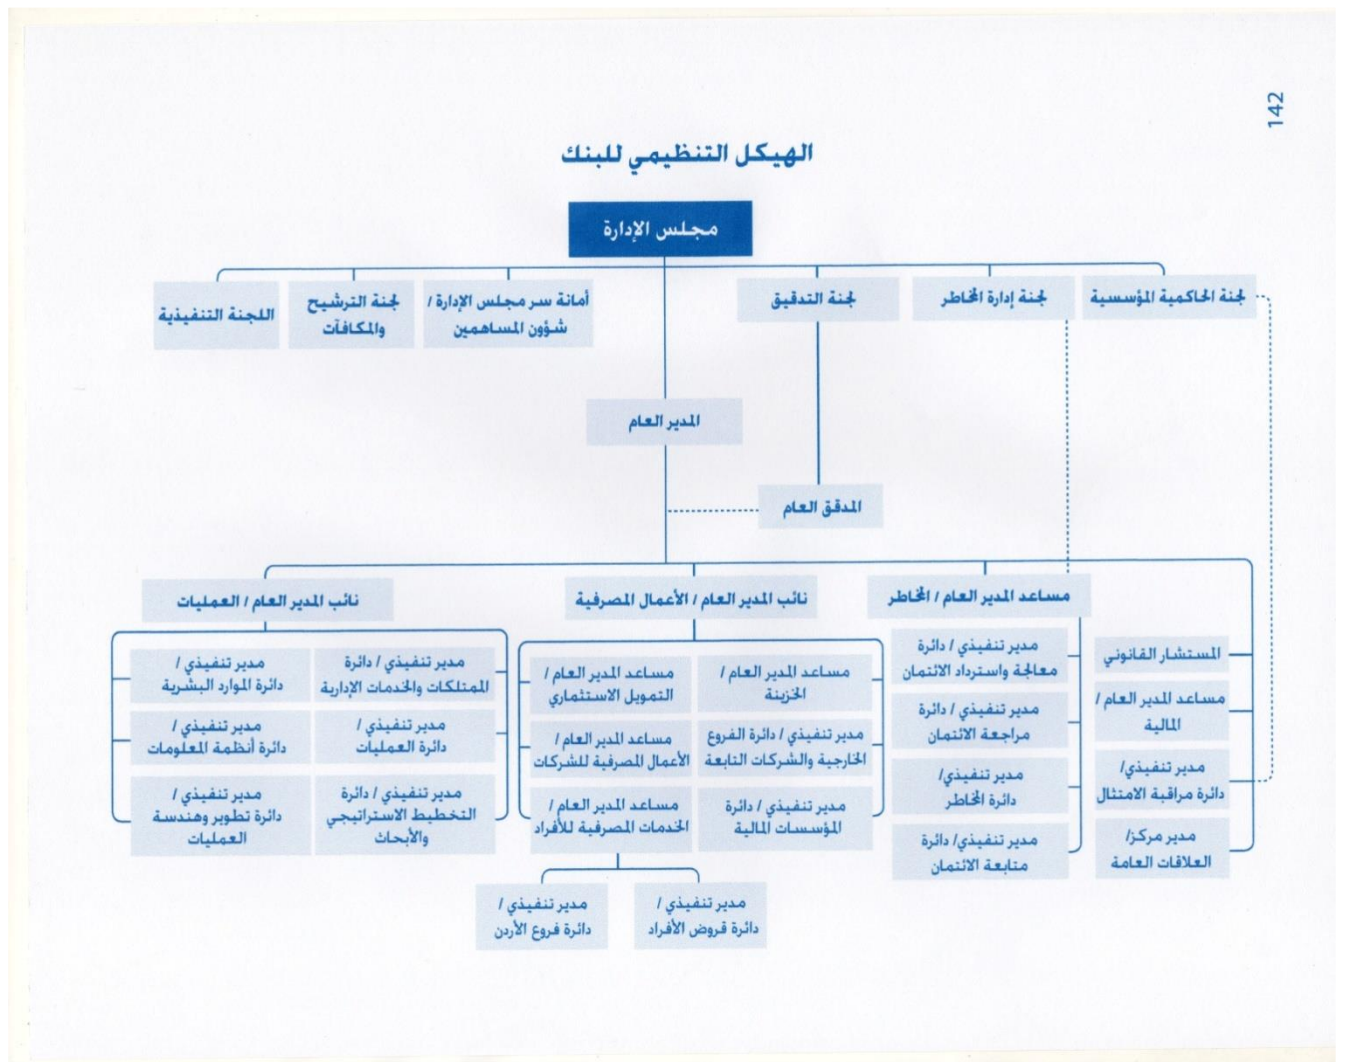 142
الهيكل التنظيمي للبنك
مجلس الإدارة
لجنة الحاكمية المؤسسية
لجنة إدارة المخاطر
لجنة التدقيق
أمانة سر مجلس الإدارة /
شؤون المساهمين
لجنة الترشيح
والمكافآت
اللجنة التنفيذية
المدير العام
المدقق العام
مساعد المدير العام / المخاطر
نائب المدير العام / الأعمال المصرفية
نائب المدير العام / العمليات
المستشار القانوني
مساعد المدير العام /
المالية
مدير تنفيذي/
دائرة مراقبة الامتثال
مدير مركز/
العلاقات العامة
مدير تنفيذي / دائرة
معالجة واسترداد الائتمان
مدير تنفيذي / دائرة
مراجعة الائتمان
مدير تنفيذي/
دائرة المخاطر
مدير تنفيذي/ دائرة
متابعة الائتمان
مساعد المدير العام /
الخزينة
مدير تنفيذي / دائرة الفروع
الخارجية والشركات التابعة
مدير تنفيذي / دائرة
المؤسسات المالية
مساعد المدير العام /
التمويل الاستثماري
مساعد المدير العام /
الأعمال المصرفية للشركات
مساعد المدير العام /
الخدمات المصرفية للأفراد
مدير تنفيذي /
دائرة قروض الأفراد
مدير تنفيذي /
دائرة فروع الأردن
مدير تنفيذي / دائرة
الممتلكات والخدمات الإدارية
مدير تنفيذي /
دائرة العمليات
مدير تنفيذي / دائرة
التخطيط الاستراتيجي
والأبحاث
مدير تنفيذي /
دائرة الموارد البشرية
مدير تنفيذي /
دائرة أنظمة المعلومات
مدير تنفيذي /
دائرة تطوير وهندسة
العمليات